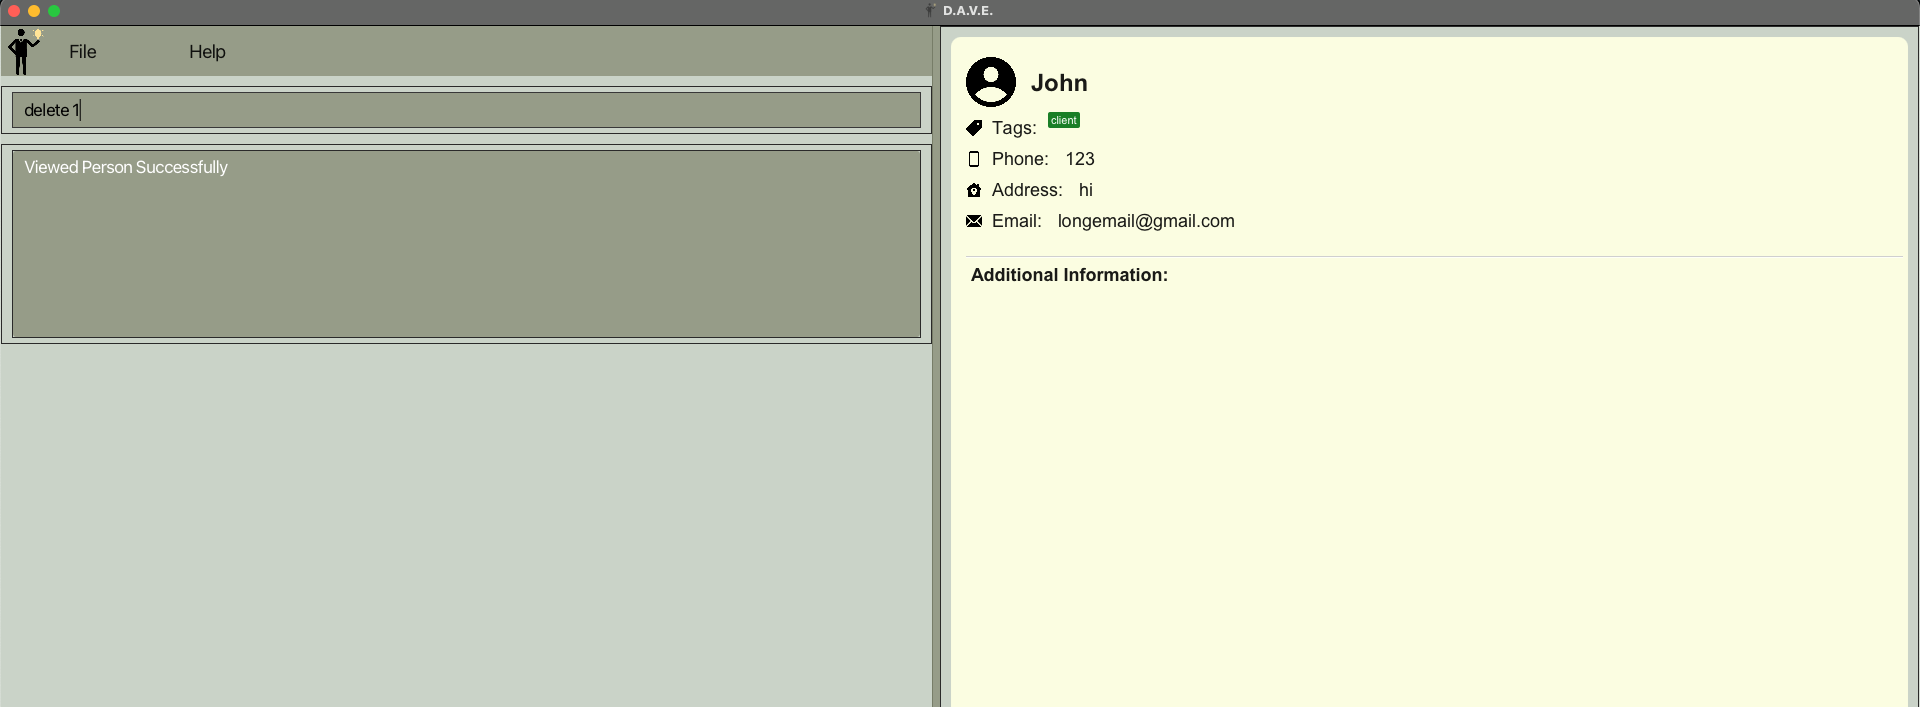 D.A.V.E.
File Help
delete 1
Viewed Person Successfully
John
Tags: client
Phone: 123
Address: hi
Email: longemail@gmail.com
Additional Information: